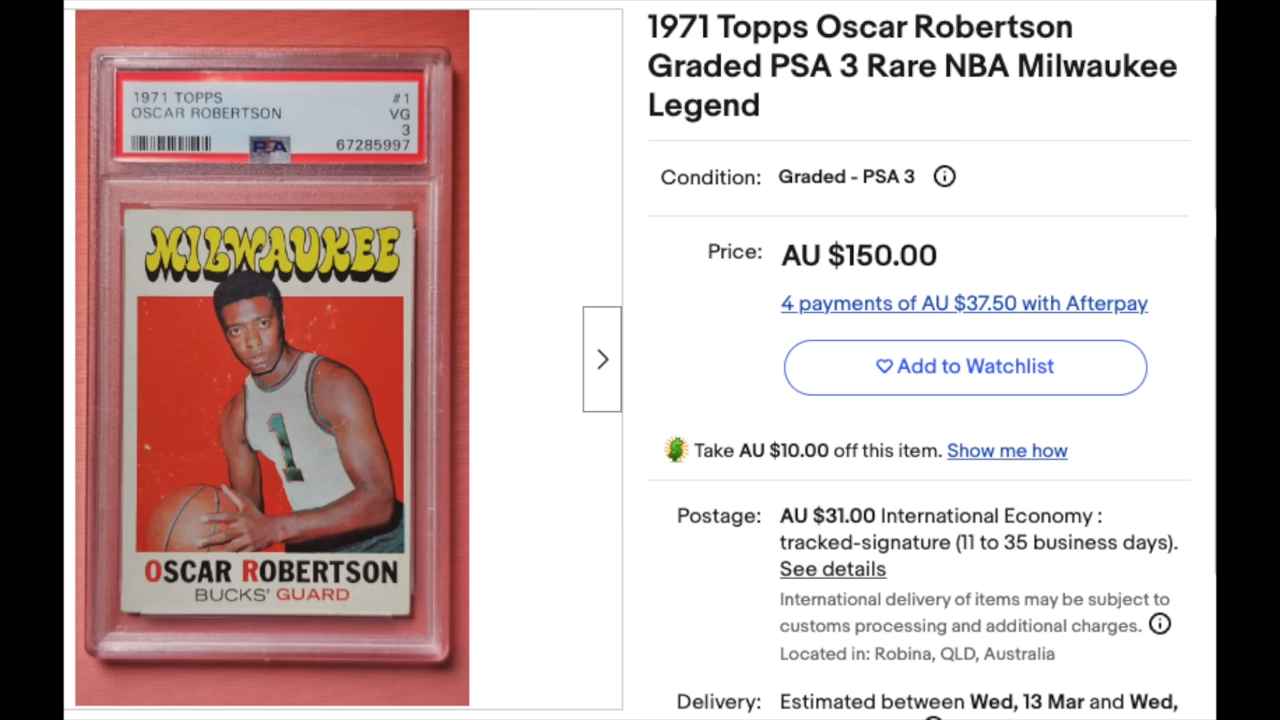 1971 TOPPS #1
OSCAR ROBERTSON VG
3
PSA 67285997
MILWAUKEE
1
OSCAR ROBERTSON
BUCKS' GUARD
1971 Topps Oscar Robertson
Graded PSA 3 Rare NBA Milwaukee
Legend
Condition: Graded - PSA 3
Price: AU $150.00
4 payments of AU $37.50 with Afterpay
Add to Watchlist
Take AU $10.00 off this item. Show me how
Postage: AU $31.00 International Economy :
tracked-signature (11 to 35 business days).
See details
International delivery of items may be subject to
customs processing and additional charges.
Located in: Robina, QLD, Australia
Delivery: Estimated between Wed, 13 Mar and Wed,